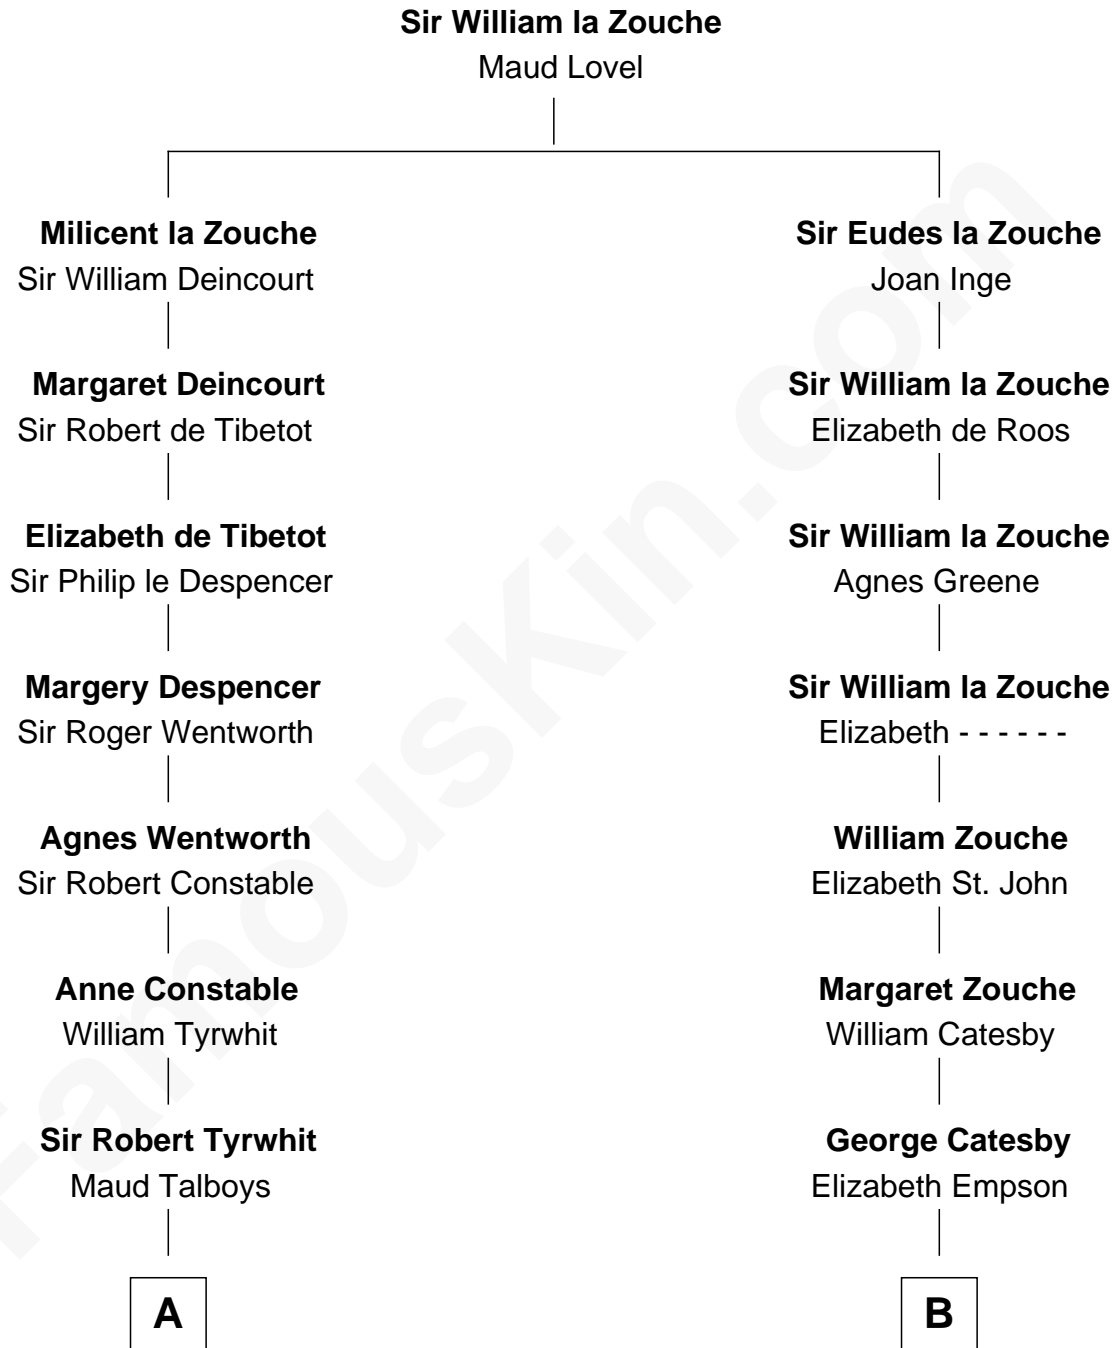 Sir William la Zouche
Maud Lovel
Milicent la Zouche
Sir William Deincourt
Margaret Deincourt
Sir Robert de Tibetot
Elizabeth de Tibetot
Sir Philip le Despencer
Margery Despencer
Sir Roger Wentworth
Agnes Wentworth
Sir Robert Constable
Anne Constable
William Tyrwhit
Sir Robert Tyrwhit
Maud Talboys
A
Sir Eudes la Zouche
Joan Inge
Sir William la Zouche
Elizabeth de Roos
Sir William la Zouche
Agnes Greene
Sir William la Zouche
Elizabeth - - - - - -
William Zouche
Elizabeth St. John
Margaret Zouche
William Catesby
George Catesby
Elizabeth Empson
B
FamousKin.com